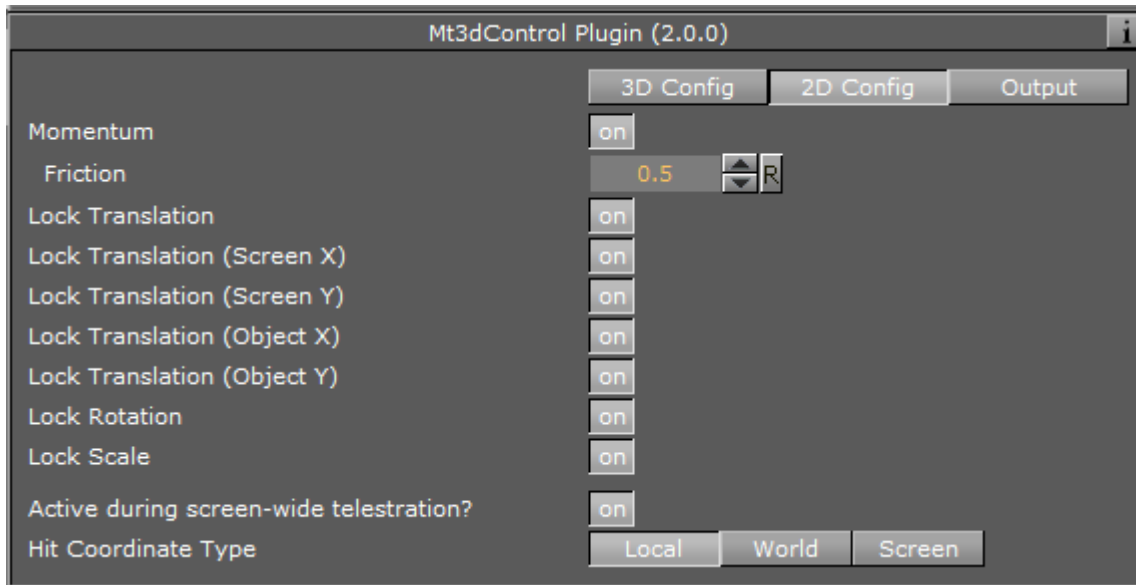 Mt3dControl Plugin (2.0.0) i
3D Config 2D Config Output
Momentum on
Friction 0.5 R
Lock Translation on
Lock Translation (Screen X) on
Lock Translation (Screen Y) on
Lock Translation (Object X) on
Lock Translation (Object Y) on
Lock Rotation on
Lock Scale on
Active during screen-wide telestration? on
Hit Coordinate Type Local World Screen